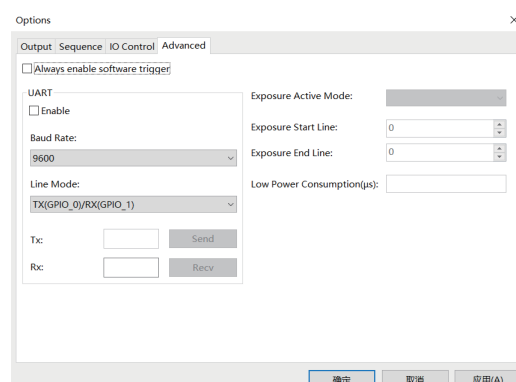 Options
Output Sequence IO Control Advanced
Always enable software trigger
UART
Enable
Baud Rate:
9600
Line Mode:
TX(GPIO_0)/RX(GPIO_1)
Tx:
Send
Rx:
Recv
Exposure Active Mode:
Exposure Start Line:
0
Exposure End Line:
0
Low Power Consumption(μs):
确定
取消
应用(A)